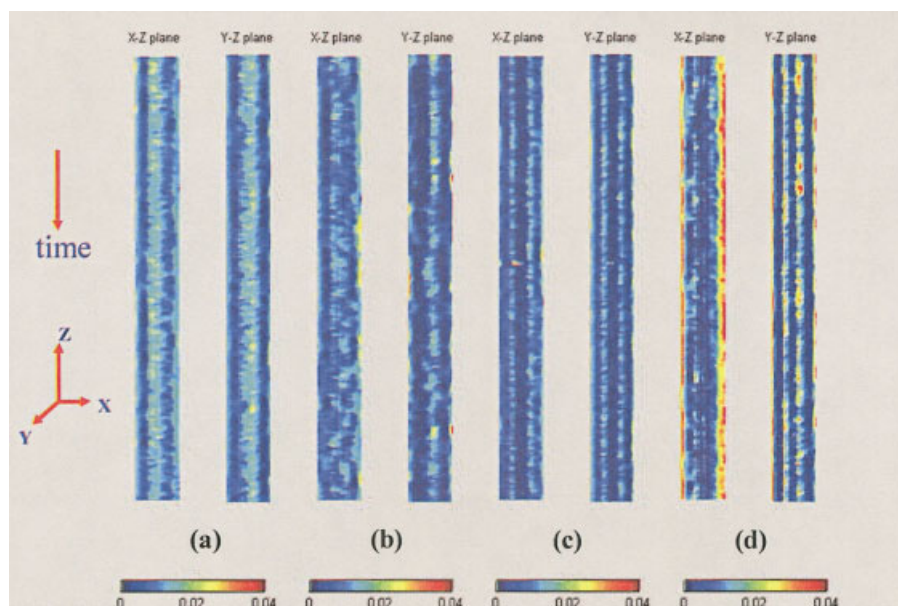 X-Z plane Y-Z plane X-Z plane Y-Z plane X-Z plane Y-Z plane X-Z plane Y-Z plane
time
Z
X
Y
(a) (b) (c) (d)
0 0.02 0.04 0 0.02 0.04 0 0.02 0.04 0 0.02 0.04